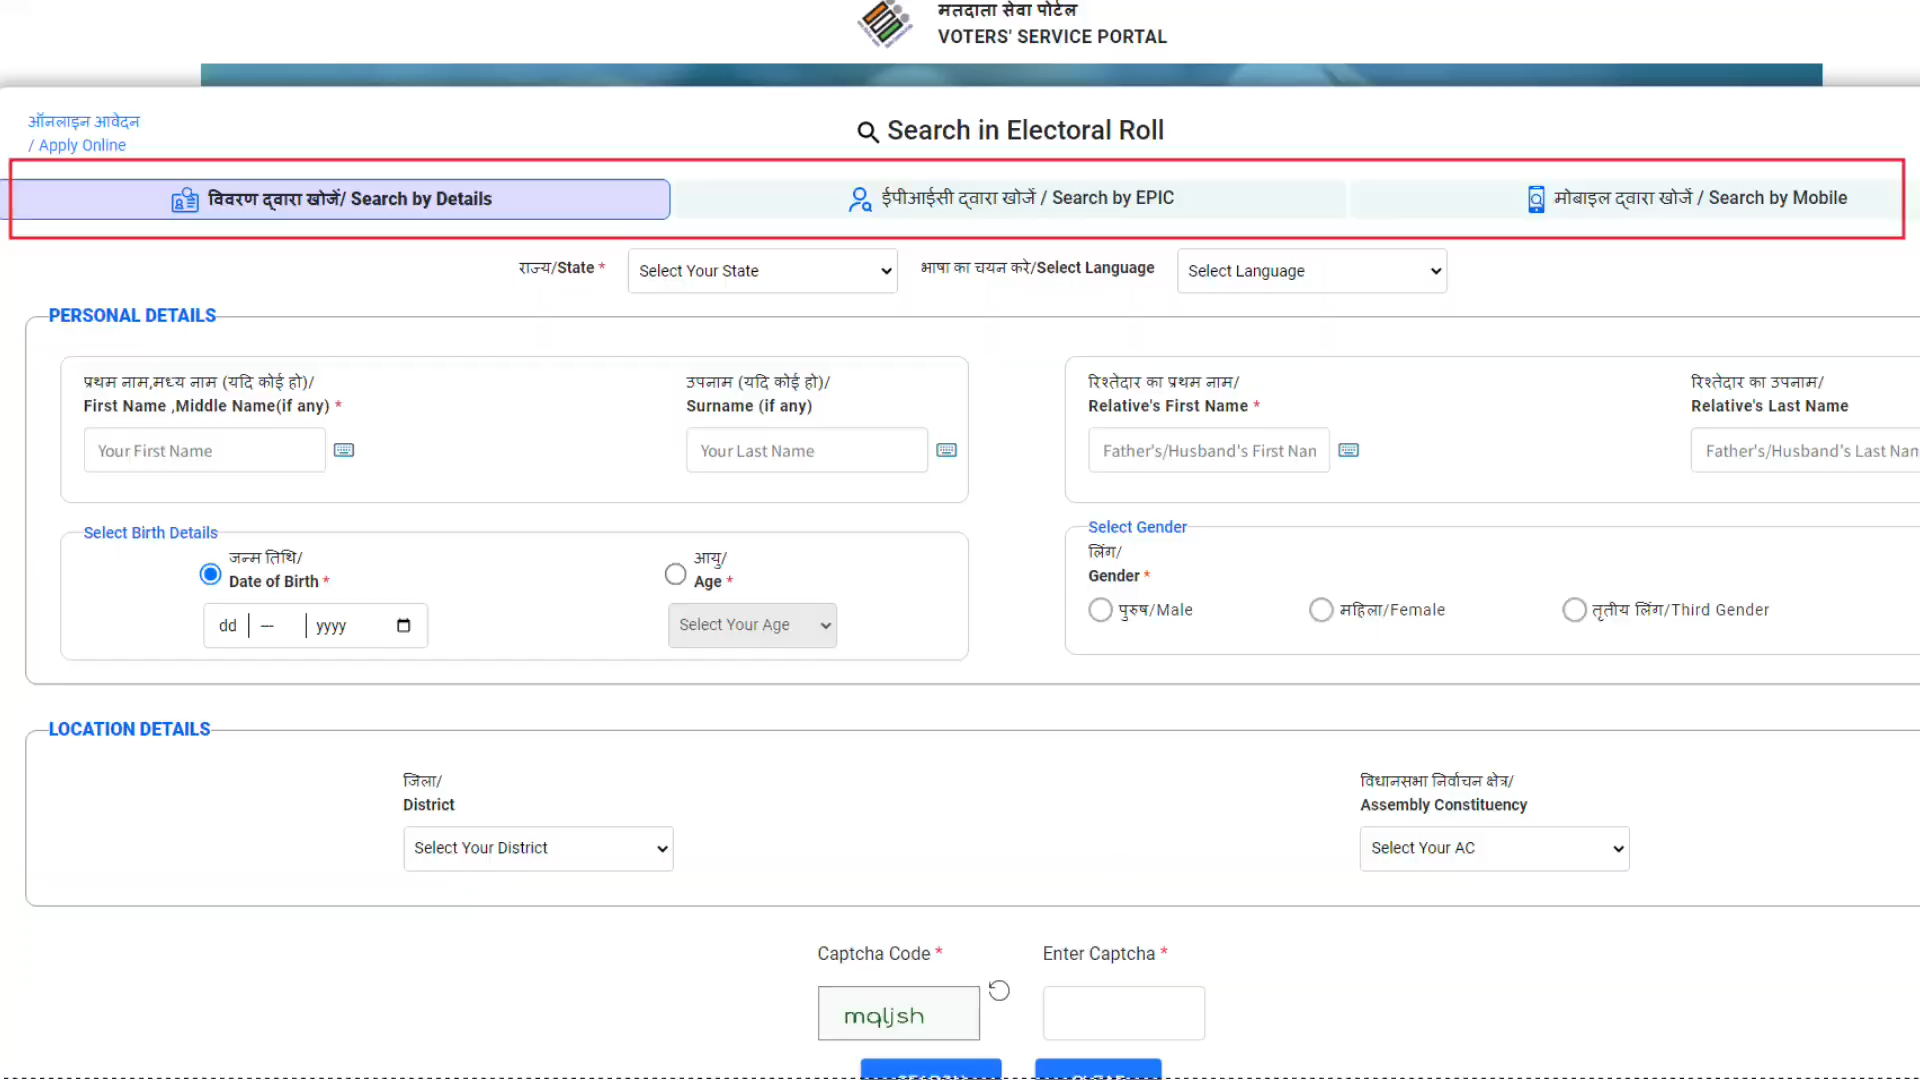 मतदाता सेवा पोर्टल
VOTERS' SERVICE PORTAL
ऑनलाइन आवेदन
/ Apply Online
Search in Electoral Roll
विवरण द्वारा खोजें/ Search by Details
ईपीआईसी द्वारा खोजें / Search by EPIC
मोबाइल द्वारा खोजें / Search by Mobile
राज्य/State *
Select Your State
भाषा का चयन करे/Select Language
Select Language
PERSONAL DETAILS
प्रथम नाम,मध्य नाम (यदि कोई हो)/
First Name ,Middle Name(if any) *
Your First Name
उपनाम (यदि कोई हो)/
Surname (if any)
Your Last Name
रिश्तेदार का प्रथम नाम/
Relative's First Name *
Father's/Husband's First Nan
रिश्तेदार का उपनाम/
Relative's Last Name
Father's/Husband's Last Nan
Select Birth Details
जन्म तिथि/
Date of Birth *
dd --- yyyy
आयु/
Age *
Select Your Age
Select Gender
लिंग/
Gender *
पुरुष/Male
महिला/Female
तृतीय लिंग/Third Gender
LOCATION DETAILS
जिला/
District
Select Your District
विधानसभा निर्वाचन क्षेत्र/
Assembly Constituency
Select Your AC
Captcha Code *
mqljsh
Enter Captcha *